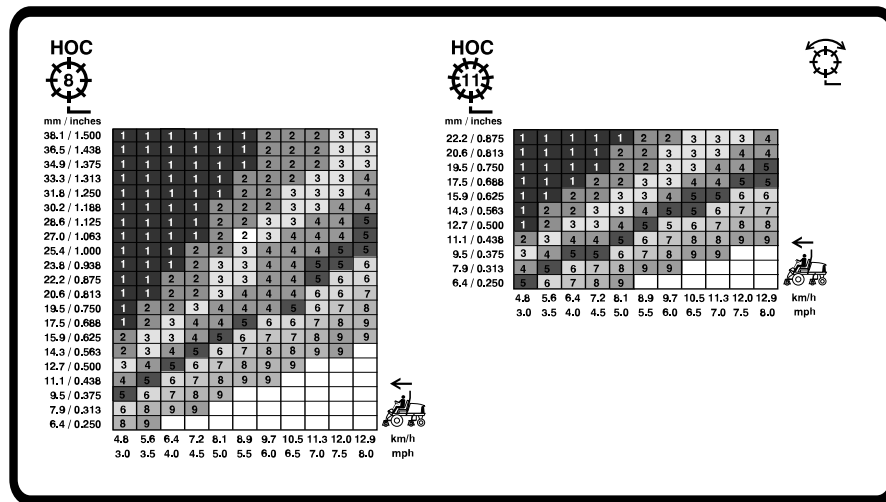 HOC
8
mm / inches
38.1 / 1.500 1 1 1 1 1 1 2 2 2 3 3
36.5 / 1.438 1 1 1 1 1 1 2 2 2 3 3
34.9 / 1.375 1 1 1 1 1 1 2 2 2 3 3
33.3 / 1.313 1 1 1 1 1 2 2 2 3 3 4
31.8 / 1.250 1 1 1 1 1 2 2 3 3 3 4
30.2 / 1.188 1 1 1 1 2 2 2 3 3 4 4
28.6 / 1.125 1 1 1 1 2 2 3 3 4 4 5
27.0 / 1.063 1 1 1 1 2 2 3 3 4 4 5
25.4 / 1.000 1 1 1 2 2 3 3 4 4 5 5
23.8 / 0.938 1 1 1 2 3 3 4 4 5 5 6
22.2 / 0.875 1 1 2 2 3 3 4 4 5 5 6
20.6 / 0.813 1 1 2 2 3 3 4 4 6 6 7
19.5 / 0.750 1 2 2 3 4 4 4 5 6 7 8
17.5 / 0.688 1 2 3 4 4 5 6 6 7 8 9
15.9 / 0.625 2 3 3 4 5 6 7 7 8 9 9
14.3 / 0.563 2 3 4 5 6 7 8 8 9 9
12.7 / 0.500 3 4 5 6 7 8 9 9
11.1 / 0.438 4 5 6 7 8 9 9
9.5 / 0.375 5 6 7 8 9
7.9 / 0.313 6 8 9 9
6.4 / 0.250 8 9
4.8 5.6 6.4 7.2 8.1 8.9 9.7 10.5 11.3 12.0 12.9 km/h
3.0 3.5 4.0 4.5 5.0 5.5 6.0 6.5 7.0 7.5 8.0 mph
HOC
11
mm / inches
22.2 / 0.875 1 1 1 1 1 2 2 3 3 3 4
20.6 / 0.813 1 1 1 1 2 2 3 3 3 4 4
19.5 / 0.750 1 1 1 1 2 2 3 3 4 4 5
17.5 / 0.688 1 1 1 2 2 3 3 4 4 5 5
15.9 / 0.625 1 1 2 2 3 3 4 5 5 6 6
14.3 / 0.563 1 2 2 3 3 4 5 5 6 7 7
12.7 / 0.500 1 2 3 3 4 5 5 6 7 8 8
11.1 / 0.438 2 3 4 4 5 6 7 8 8 9 9
9.5 / 0.375 3 4 5 5 6 7 8 9 9
7.9 / 0.313 4 5 6 7 8 9 9
6.4 / 0.250 5 6 7 8 9
4.8 5.6 6.4 7.2 8.1 8.9 9.7 10.5 11.3 12.0 12.9 km/h
3.0 3.5 4.0 4.5 5.0 5.5 6.0 6.5 7.0 7.5 8.0 mph